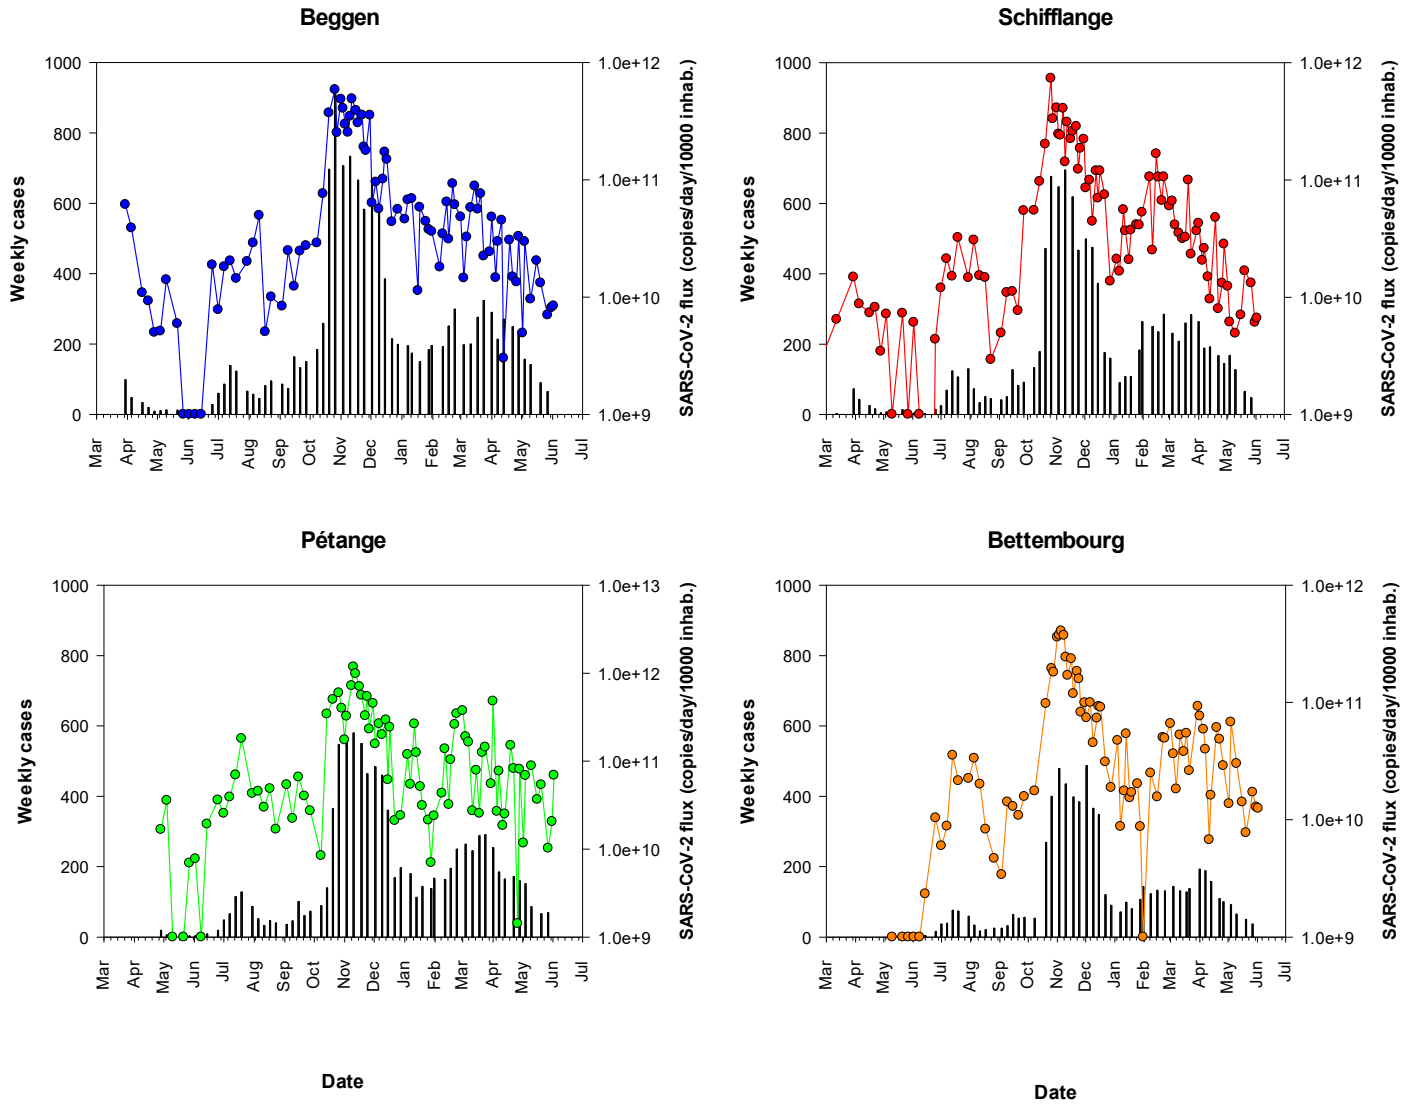 Beggen
1000
800
600
400
200
0
Weekly cases
1.0e+12
1.0e+11
1.0e+10
1.0e+9
SARS-CoV-2 flux (copies/day/10000 inhab.)
Mar Apr May Jun Jul Aug Sep Oct Nov Dec Jan Feb Mar Apr May Jun Jul
Schifflange
1000
800
600
400
200
0
Weekly cases
1.0e+12
1.0e+11
1.0e+10
1.0e+9
SARS-CoV-2 flux (copies/day/10000 inhab.)
Mar Apr May Jun Jul Aug Sep Oct Nov Dec Jan Feb Mar Apr May Jun Jul
Pétange
1000
800
600
400
200
0
Weekly cases
1.0e+13
1.0e+12
1.0e+11
1.0e+10
1.0e+9
SARS-CoV-2 flux (copies/day/10000 inhab.)
Mar Apr May Jun Jul Aug Sep Oct Nov Dec Jan Feb Mar Apr May Jun Jul
Date
Bettembourg
1000
800
600
400
200
0
Weekly cases
1.0e+12
1.0e+11
1.0e+10
1.0e+9
SARS-CoV-2 flux (copies/day/10000 inhab.)
Mar Apr May Jun Jul Aug Sep Oct Nov Dec Jan Feb Mar Apr May Jun Jul
Date